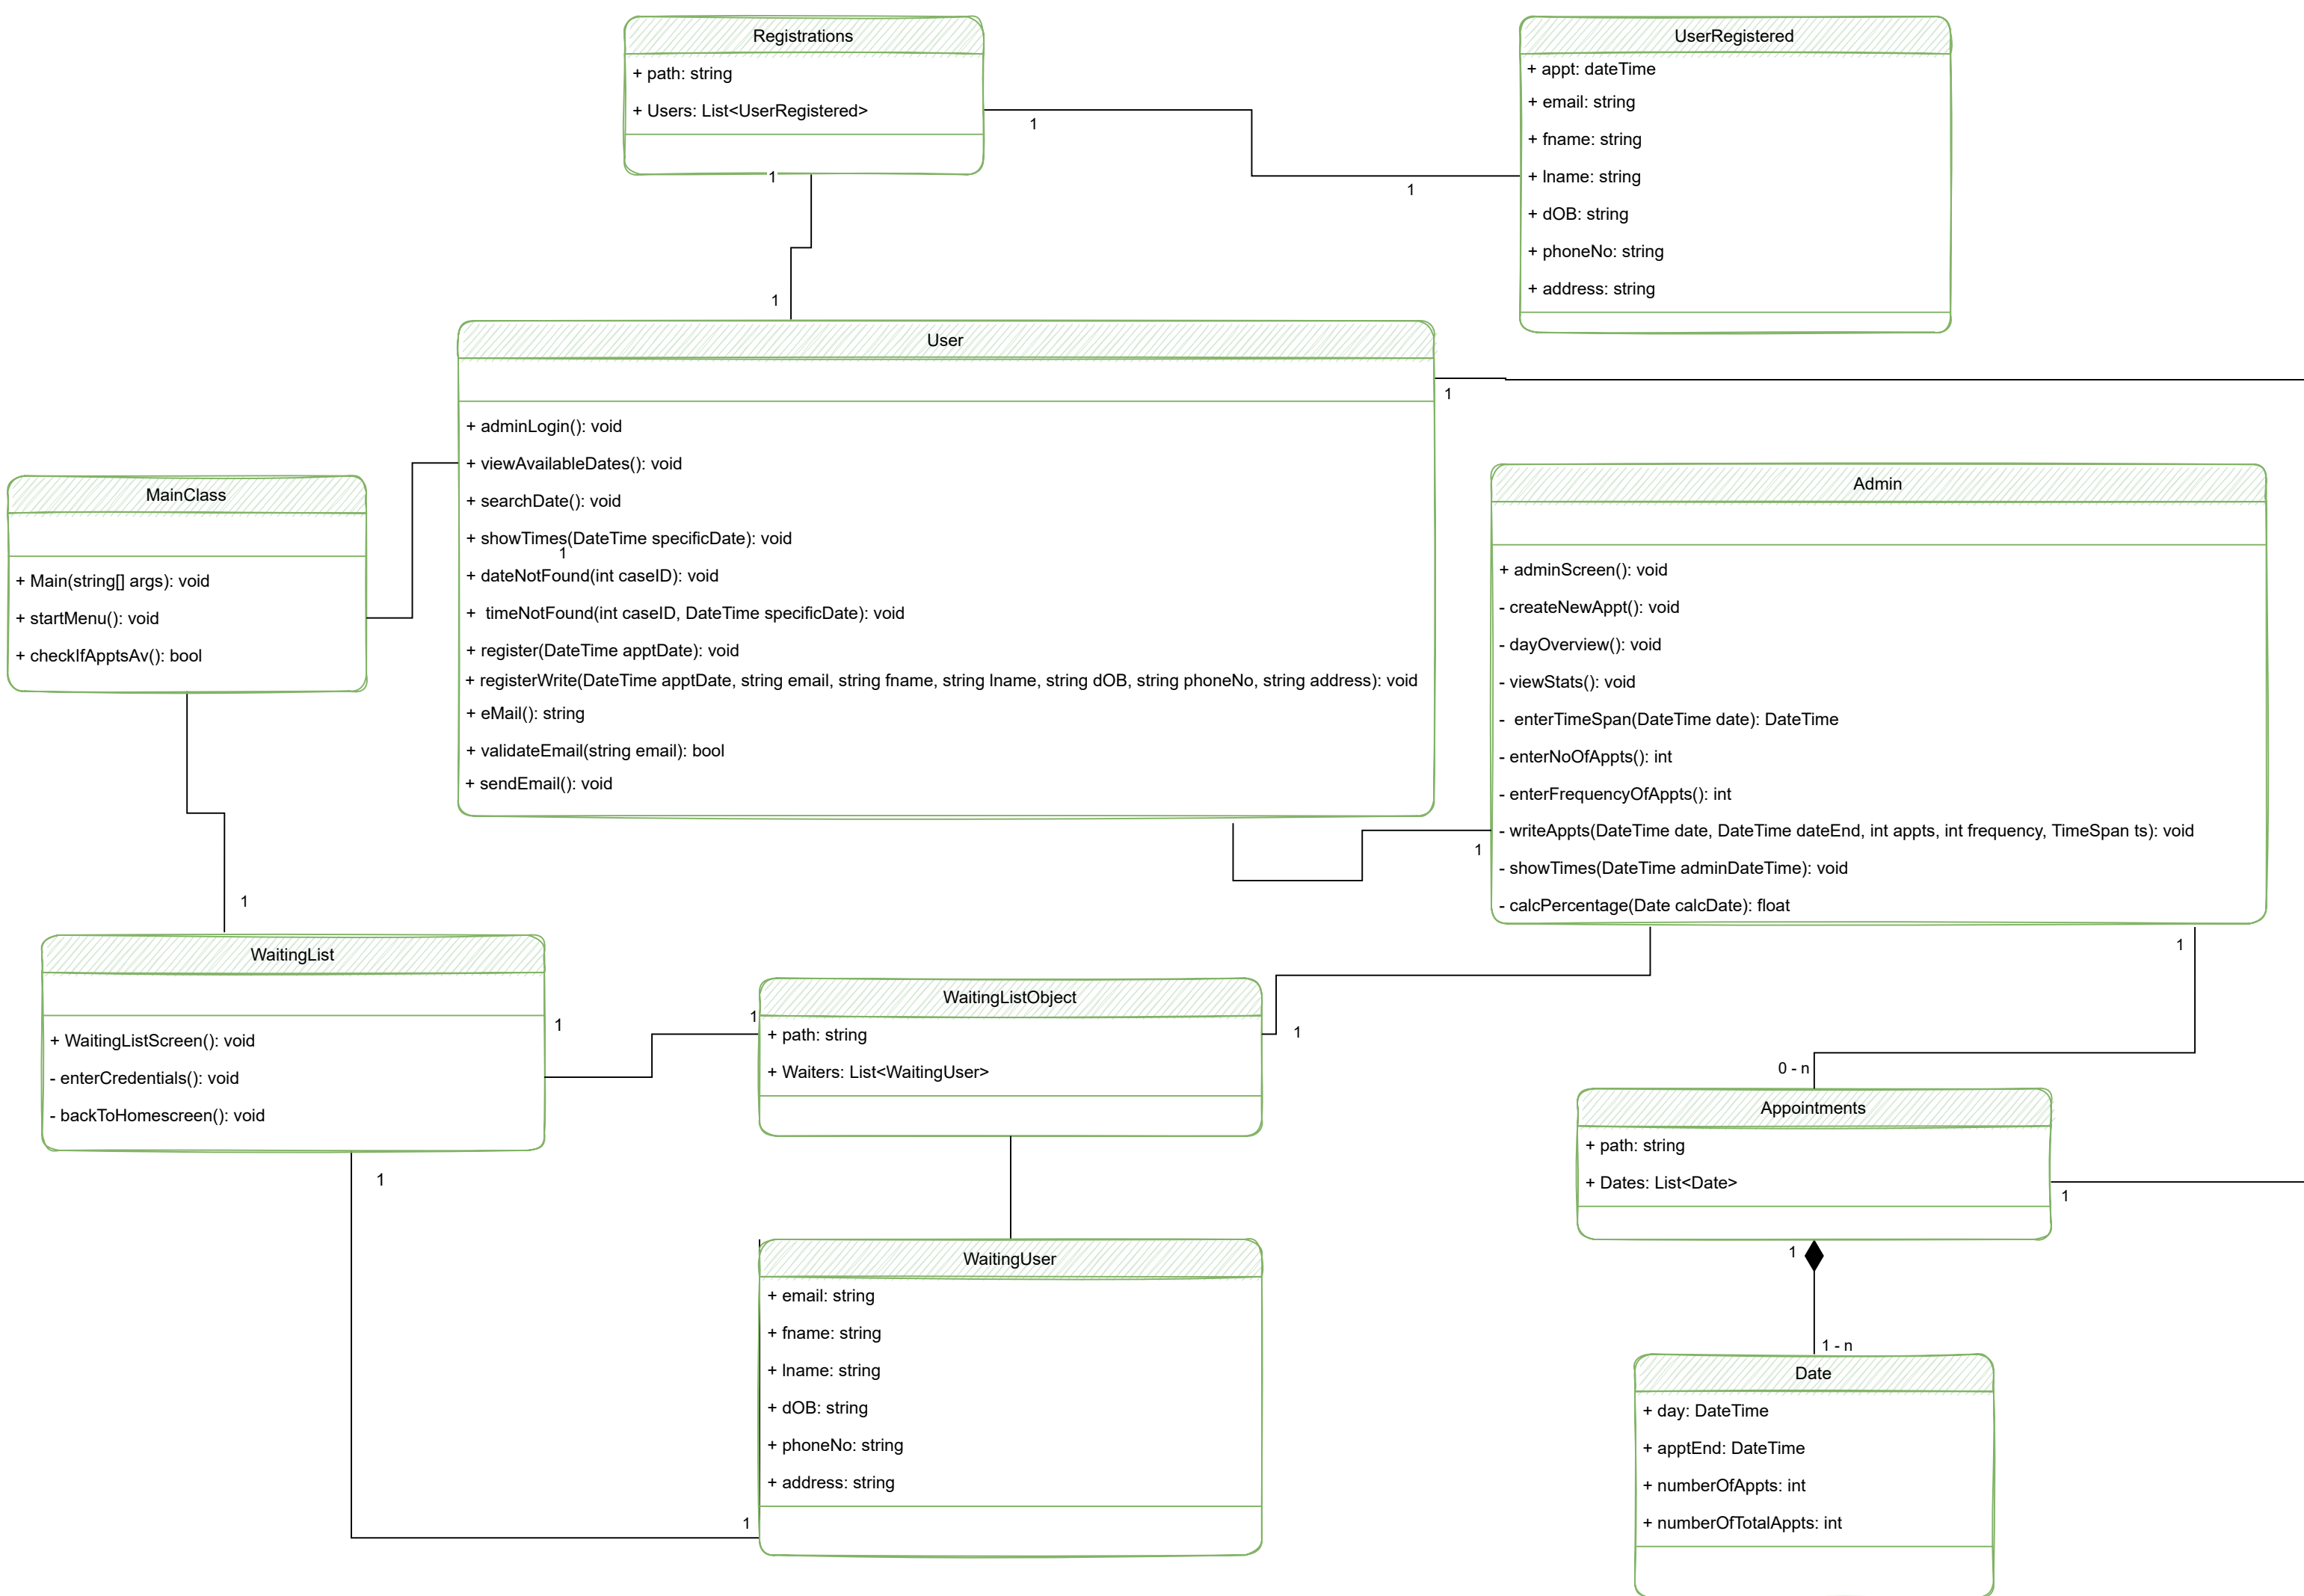 Registrations
+ path: string
+ Users: List<UserRegistered>
1
1
1
1
UserRegistered
+ appt: dateTime
+ email: string
+ fname: string
+ lname: string
+ dOB: string
+ phoneNo: string
+ address: string
User
+ adminLogin(): void
+ viewAvailableDates(): void
+ searchDate(): void
+ showTimes(DateTime specificDate): void
1
+ dateNotFound(int caseID): void
+  timeNotFound(int caseID, DateTime specificDate): void
+ register(DateTime apptDate): void
+ registerWrite(DateTime apptDate, string email, string fname, string lname, string dOB, string phoneNo, string address): void
+ eMail(): string
+ validateEmail(string email): bool
+ sendEmail(): void
1
MainClass
+ Main(string[] args): void
+ startMenu(): void
+ checkIfApptsAv(): bool
Admin
+ adminScreen(): void
- createNewAppt(): void
- dayOverview(): void
- viewStats(): void
-  enterTimeSpan(DateTime date): DateTime
- enterNoOfAppts(): int
- enterFrequencyOfAppts(): int
- writeAppts(DateTime date, DateTime dateEnd, int appts, int frequency, TimeSpan ts): void
- showTimes(DateTime adminDateTime): void
- calcPercentage(Date calcDate): float
1
1
1
WaitingList
+ WaitingListScreen(): void
- enterCredentials(): void
- backToHomescreen(): void
1
1
1
WaitingListObject
+ path: string
+ Waiters: List<WaitingUser>
1
0 - n
Appointments
+ path: string
+ Dates: List<Date>
1
1
1 - n
WaitingUser
+ email: string
+ fname: string
+ lname: string
+ dOB: string
+ phoneNo: string
+ address: string
1
Date
+ day: DateTime
+ apptEnd: DateTime
+ numberOfAppts: int
+ numberOfTotalAppts: int